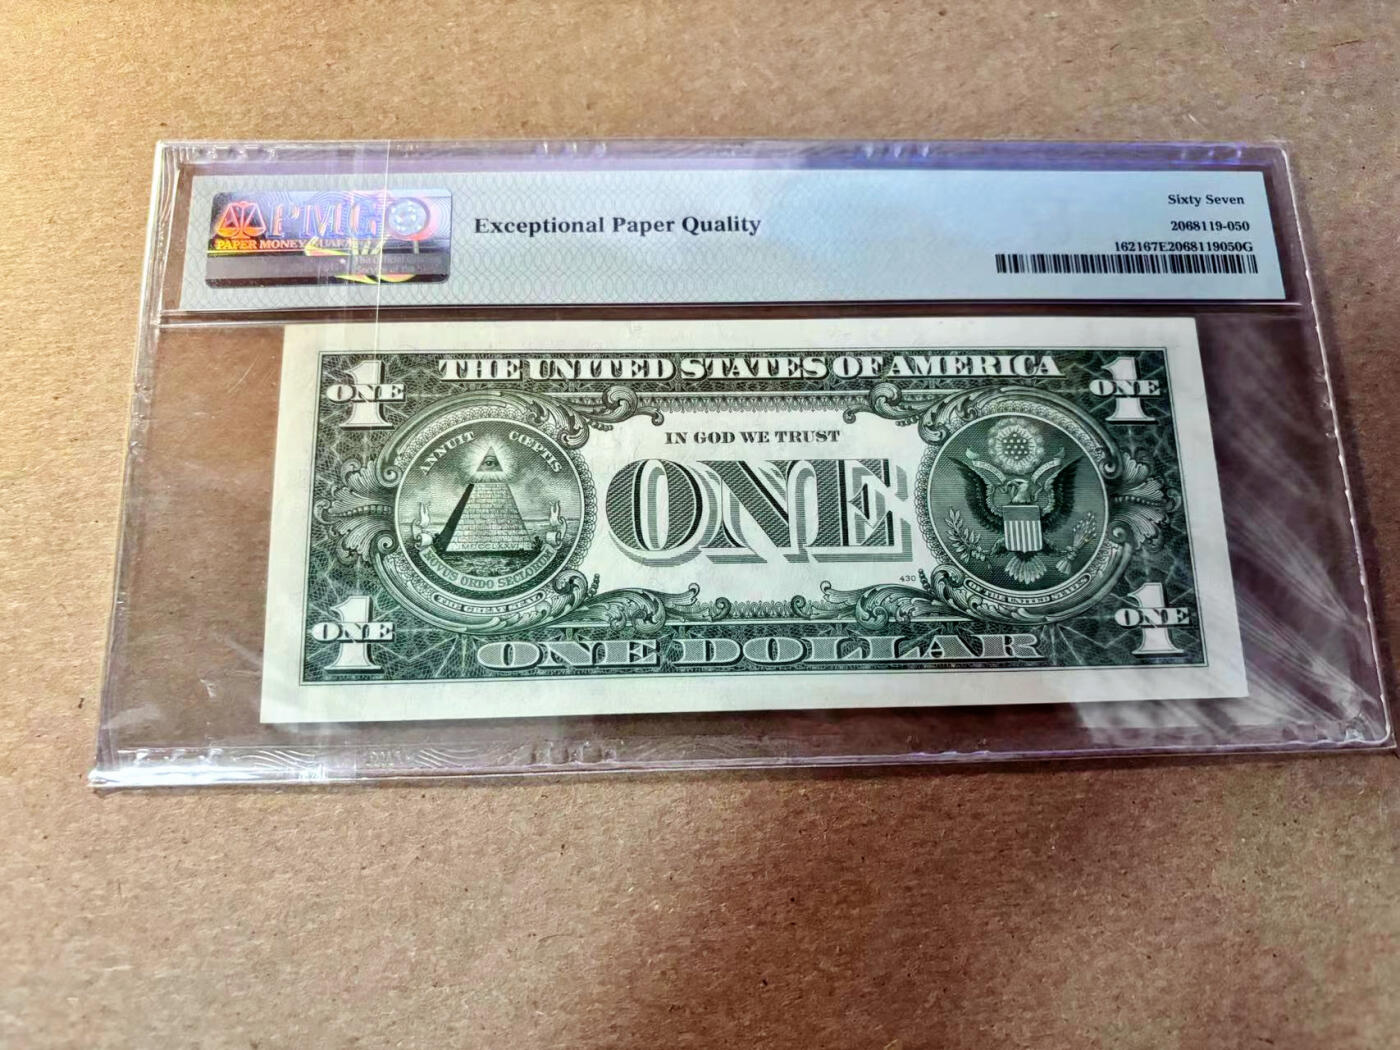 PMG
PAPER MONEY GUARANTY
Exceptional Paper Quality
Sixty Seven
2068119-050
162167E2068119050G
THE UNITED STATES OF AMERICA
1
ONE
1
ONE
ANNUIT CŒPTIS
IN GOD WE TRUST
ONE
MDCCLXXVI
NOVUS ORDO SECLORUM
THE GREAT SEAL
OF THE UNITED STATES
430
1
ONE
1
ONE
ONE DOLLAR